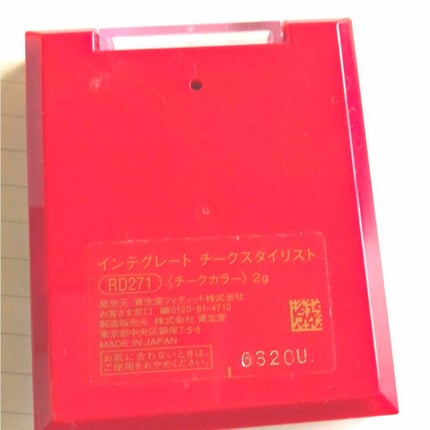 インテグレート チークスタイリスト
RD271 〈チークカラー〉2g
発売元 資生堂フィティット株式会社
お客さま窓口 ☎0120-81-4710
製造販売元 株式会社 資生堂
東京都中央区銀座7-5-5
MADE IN JAPAN
お肌に合わないときは、
ご使用をおやめください。
6320U